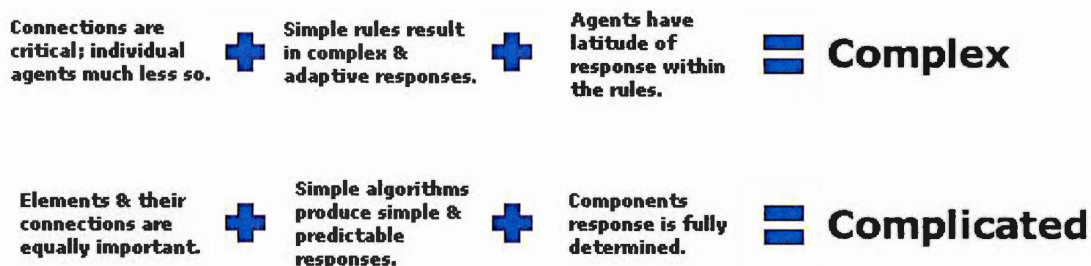 Connections are
critical; individual
agents much less so.
Simple rules result
in complex &
adaptive responses.
Agents have
latitude of
response within
the rules.
Complex
Elements & their
connections are
equally important.
Simple algorithms
produce simple &
predictable
responses.
Components
response is fully
determined.
Complicated